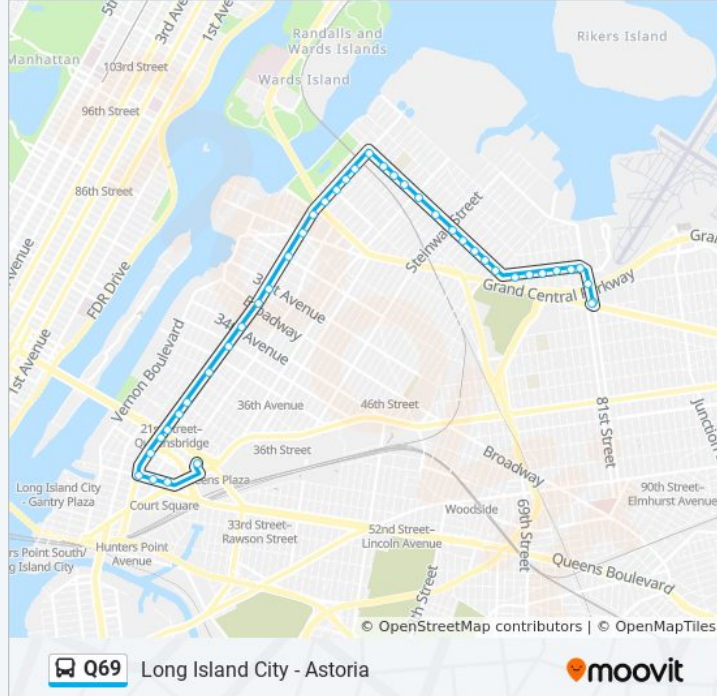 5th
3rd Ave
1st Ave
Randalls and
Wards Islands
Rikers Island
Manhattan
103rd Street
Wards Island
96th Street
86th Street
Steinway Street
Gra
Avenue
FDR Drive
Grand Central Parkway
31st Avenue
Broadway
34th Avenue
1st Avenue
Vernon Boulevard
36th Avenue
46th Street
81st Street
Junction
21st Street–
Queensbridge
36th Street
Broadway
Long Island City
- Gantry Plaza
Queens Plaza
90th Street–
Elmhurst Avenue
Court Square
Woodside
69th Street
33rd Street–
Rawson Street
52nd Street–
Lincoln Avenue
rs Point South/
g Island City
Hunters Point
Avenue
Queens Boulevard
th Street
© OpenStreetMap contributors | © OpenMapTiles
Q69 Long Island City - Astoria
moovit